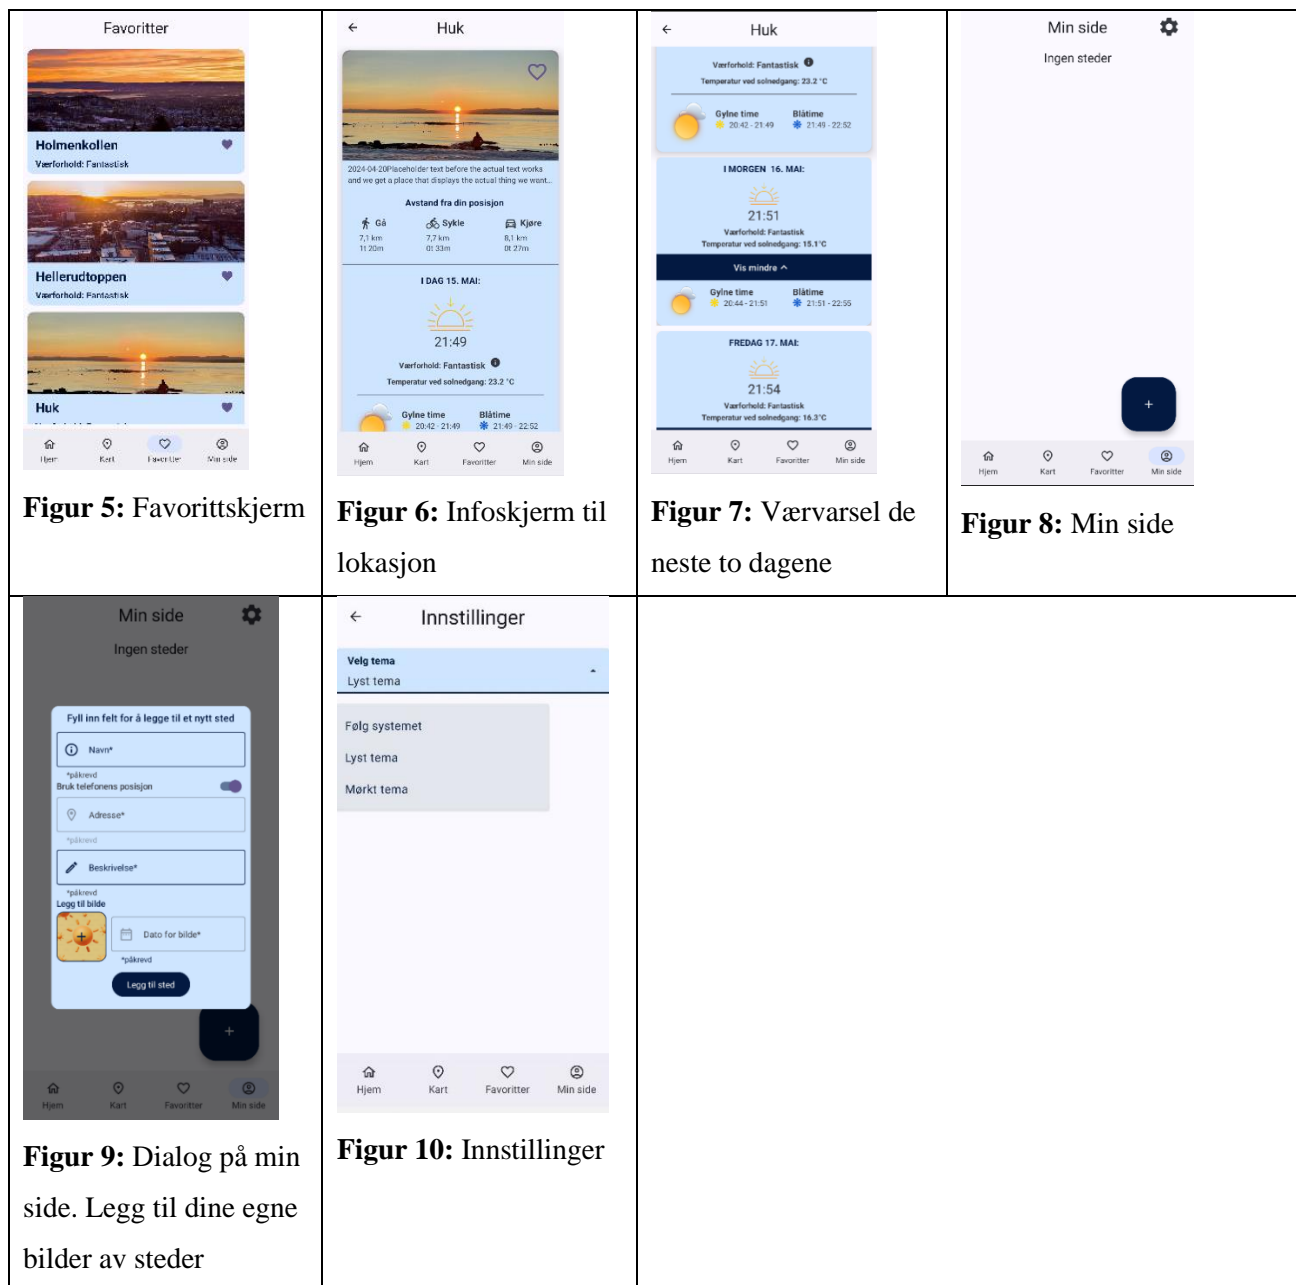 Favoritter
Holmenkollen
Værforhold: Fantastisk
Hellerudtoppen
Værforhold: Fantastisk
Huk
Hjem Kart Favoritter Min side
Figur 5: Favorittskjerm
Huk
2024-04-20Placeholder text before the actual text works
and we get a place that displays the actual thing we want...
Avstand fra din posisjon
Gå Sykle Kjøre
7,1 km 7,7 km 8,1 km
1t 20m 0t 33m 0t 27m
I DAG 15. MAI:
21:49
Værforhold: Fantastisk
Temperatur ved solnedgang: 23.2 °C
Gylne time Blåtime
20:42 - 21:49 21:49 - 22:52
Hjem Kart Favoritter Min side
Figur 6: Infoskjerm til
lokasjon
Huk
Værforhold: Fantastisk
Temperatur ved solnedgang: 23.2 °C
Gylne time Blåtime
20:42 - 21:49 21:49 - 22:52
I MORGEN 16. MAI:
21:51
Værforhold: Fantastisk
Temperatur ved solnedgang: 15.1°C
Vis mindre ^
Gylne time Blåtime
20:44 - 21:51 21:51 - 22:55
FREDAG 17. MAI:
21:54
Værforhold: Fantastisk
Temperatur ved solnedgang: 16.3°C
Hjem Kart Favoritter Min side
Figur 7: Værvarsel de
neste to dagene
Min side
Ingen steder
+
Hjem Kart Favoritter Min side
Figur 8: Min side
Min side
Ingen steder
Fyll inn felt for å legge til et nytt sted
Navn*
*påkrevd
Bruk telefonens posisjon
Adresse*
*påkrevd
Beskrivelse*
*påkrevd
Legg til bilde
+
Dato for bilde*
*påkrevd
Legg til sted
+
Hjem Kart Favoritter Min side
Figur 9: Dialog på min
side. Legg til dine egne
bilder av steder
Innstillinger
Velg tema
Lyst tema
Følg systemet
Lyst tema
Mørkt tema
Hjem Kart Favoritter Min side
Figur 10: Innstillinger